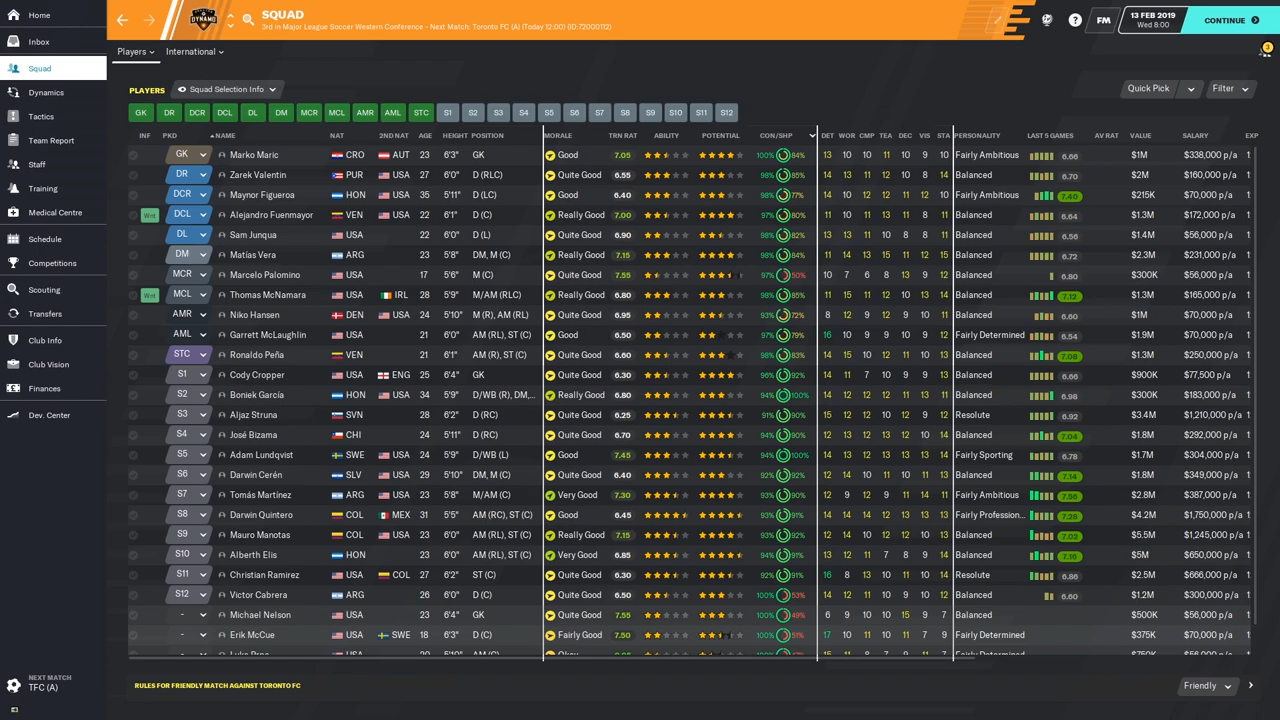 Home
Inbox
Squad
Dynamics
Tactics
Team Report
Staff
Training
Medical Centre
Schedule
Competitions
Scouting
Transfers
Club Info
Club Vision
Finances
Dev. Center
NEXT MATCH
TFC (A)
SQUAD
3rd in Major League Soccer Western Conference - Next Match: Toronto FC (A) (Today 12:00) (ID:72000112)
FM
13 FEB 2019
Wed 8:00
CONTINUE
Players International
3
PLAYERS Squad Selection Info Quick Pick Filter
GK DR DCR DCL DL DM MCR MCL AMR AML STC S1 S2 S3 S4 S5 S6 S7 S8 S9 S10 S11 S12
INF PKD NAME NAT 2ND NAT AGE HEIGHT POSITION MORALE TRN RAT ABILITY POTENTIAL CON/SHP DET WOR CMP TEA DEC VIS STA PERSONALITY LAST 5 GAMES AV RAT VALUE SALARY EXP
GK Marko Maric CRO AUT 23 6'3" GK Good 7.05 100% 84% 13 10 10 11 10 9 10 Fairly Ambitious 6.66 $1M $338,000 p/a 1
DR Zarek Valentin PUR USA 27 6'0" D (RLC) Quite Good 6.55 98% 85% 14 13 11 12 10 8 14 Balanced 6.70 $2M $160,000 p/a 1
DCR Maynor Figueroa HON USA 35 5'11" D (LC) Good 6.40 98% 77% 14 10 12 11 12 12 10 Fairly Ambitious 7.40 $215K $70,000 p/a 1
Wnt DCL Alejandro Fuenmayor VEN USA 22 6'1" D (C) Really Good 7.00 97% 80% 11 10 11 13 11 8 11 Balanced 6.64 $1.3M $172,000 p/a 1
DL Sam Junqua USA 22 6'0" D (L) Quite Good 6.90 98% 82% 13 13 11 10 8 11 12 Balanced 6.56 $1.4M $56,000 p/a 1
DM Matías Vera ARG 23 5'8" DM, M (C) Really Good 7.15 98% 84% 11 14 13 15 11 12 15 Balanced 6.72 $2.3M $231,000 p/a 1
MCR Marcelo Palomino USA 17 5'6" M (C) Quite Good 7.55 97% 50% 10 7 6 8 13 9 12 Balanced 6.80 $300K $56,000 p/a 1
Wnt MCL Thomas McNamara USA IRL 28 5'9" M/AM (RLC) Really Good 6.80 98% 85% 11 15 11 12 10 13 14 Balanced 7.12 $1.3M $165,000 p/a 1
AMR Niko Hansen DEN USA 24 5'10" M (R), AM (RL) Quite Good 6.95 93% 72% 8 12 9 12 9 10 11 Balanced 6.60 $1M $70,000 p/a 1
AML Garrett McLaughlin USA 21 6'0" AM (RL), ST (C) Good 6.50 97% 79% 16 10 9 9 9 10 12 Fairly Determined 6.54 $1.9M $70,000 p/a 1
STC Ronaldo Peña VEN 21 6'1" AM (R), ST (C) Quite Good 6.60 98% 83% 14 15 10 12 11 10 13 Balanced 7.08 $1.3M $250,000 p/a 1
S1 Cody Cropper USA ENG 25 6'4" GK Quite Good 6.30 96% 92% 14 11 7 10 9 9 13 Balanced 6.66 $900K $77,500 p/a 1
S2 Boniek García HON USA 34 5'9" D/WB (R), DM,... Really Good 6.80 94% 100% 14 12 12 12 11 13 11 Balanced 6.98 $300K $183,000 p/a 1
S3 Aljaz Struna SVN 28 6'2" D (RC) Quite Good 6.25 91% 90% 15 12 12 10 12 9 12 Resolute 6.92 $3.4M $1,210,000 p/a 1
S4 José Bizama CHI 24 5'11" D (RC) Quite Good 6.70 94% 90% 12 13 12 13 12 10 14 Balanced 7.04 $1.8M $292,000 p/a 1
S5 Adam Lundqvist SWE USA 24 5'9" D/WB (L) Good 7.45 94% 100% 14 13 12 13 12 12 14 Fairly Sporting 6.78 $1.7M $304,000 p/a 1
S6 Darwin Cerén SLV USA 29 5'10" DM, M (C) Quite Good 6.40 92% 92% 12 14 10 11 10 12 14 Balanced 7.14 $1.8M $349,000 p/a 1
S7 Tomás Martínez ARG USA 23 5'8" M/AM (C) Very Good 7.30 93% 90% 12 9 12 9 11 14 11 Fairly Ambitious 7.56 $2.8M $387,000 p/a 1
S8 Darwin Quintero COL MEX 31 5'5" AM (RC), ST (C) Good 6.45 93% 91% 14 14 14 12 13 14 12 Fairly Profession... 7.28 $4.2M $1,750,000 p/a 1
S9 Mauro Manotas COL USA 23 6'0" AM (RL), ST (C) Really Good 7.15 93% 92% 13 14 12 11 12 10 14 Balanced 7.02 $5.5M $1,245,000 p/a 1
S10 Alberth Elis HON 23 6'0" AM (RL), ST (C) Very Good 6.85 94% 91% 13 12 11 7 8 9 14 Balanced 7.16 $5M $650,000 p/a 1
S11 Christian Ramirez USA COL 27 6'2" ST (C) Quite Good 6.30 92% 91% 16 8 13 10 11 10 14 Resolute 6.86 $2.5M $666,000 p/a 1
S12 Victor Cabrera ARG 26 6'0" D (C) Quite Good 6.50 100% 53% 14 12 11 10 9 10 12 Balanced 6.60 $1.2M $300,000 p/a 1
- Michael Nelson USA 23 6'4" GK Quite Good 7.55 100% 49% 6 9 10 10 15 9 7 Balanced $500K $56,000 p/a 1
- Erik McCue USA SWE 18 6'3" D (C) Fairly Good 7.50 100% 51% 17 10 11 10 11 7 9 Fairly Determined $375K $70,000 p/a 1
RULES FOR FRIENDLY MATCH AGAINST TORONTO FC
Friendly